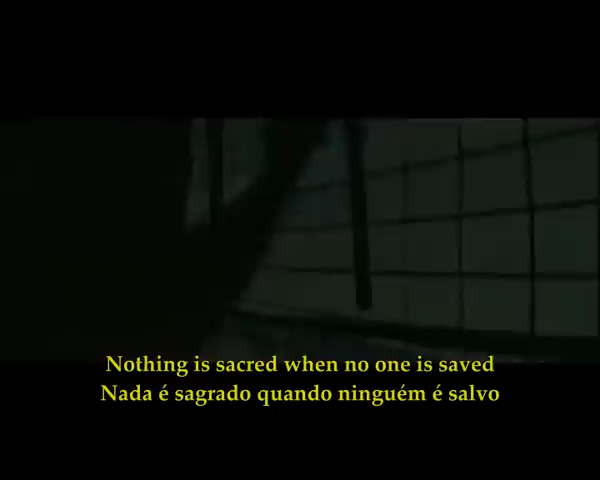 Nothing is sacred when no one is saved
Nada é sagrado quando ninguém é salvo